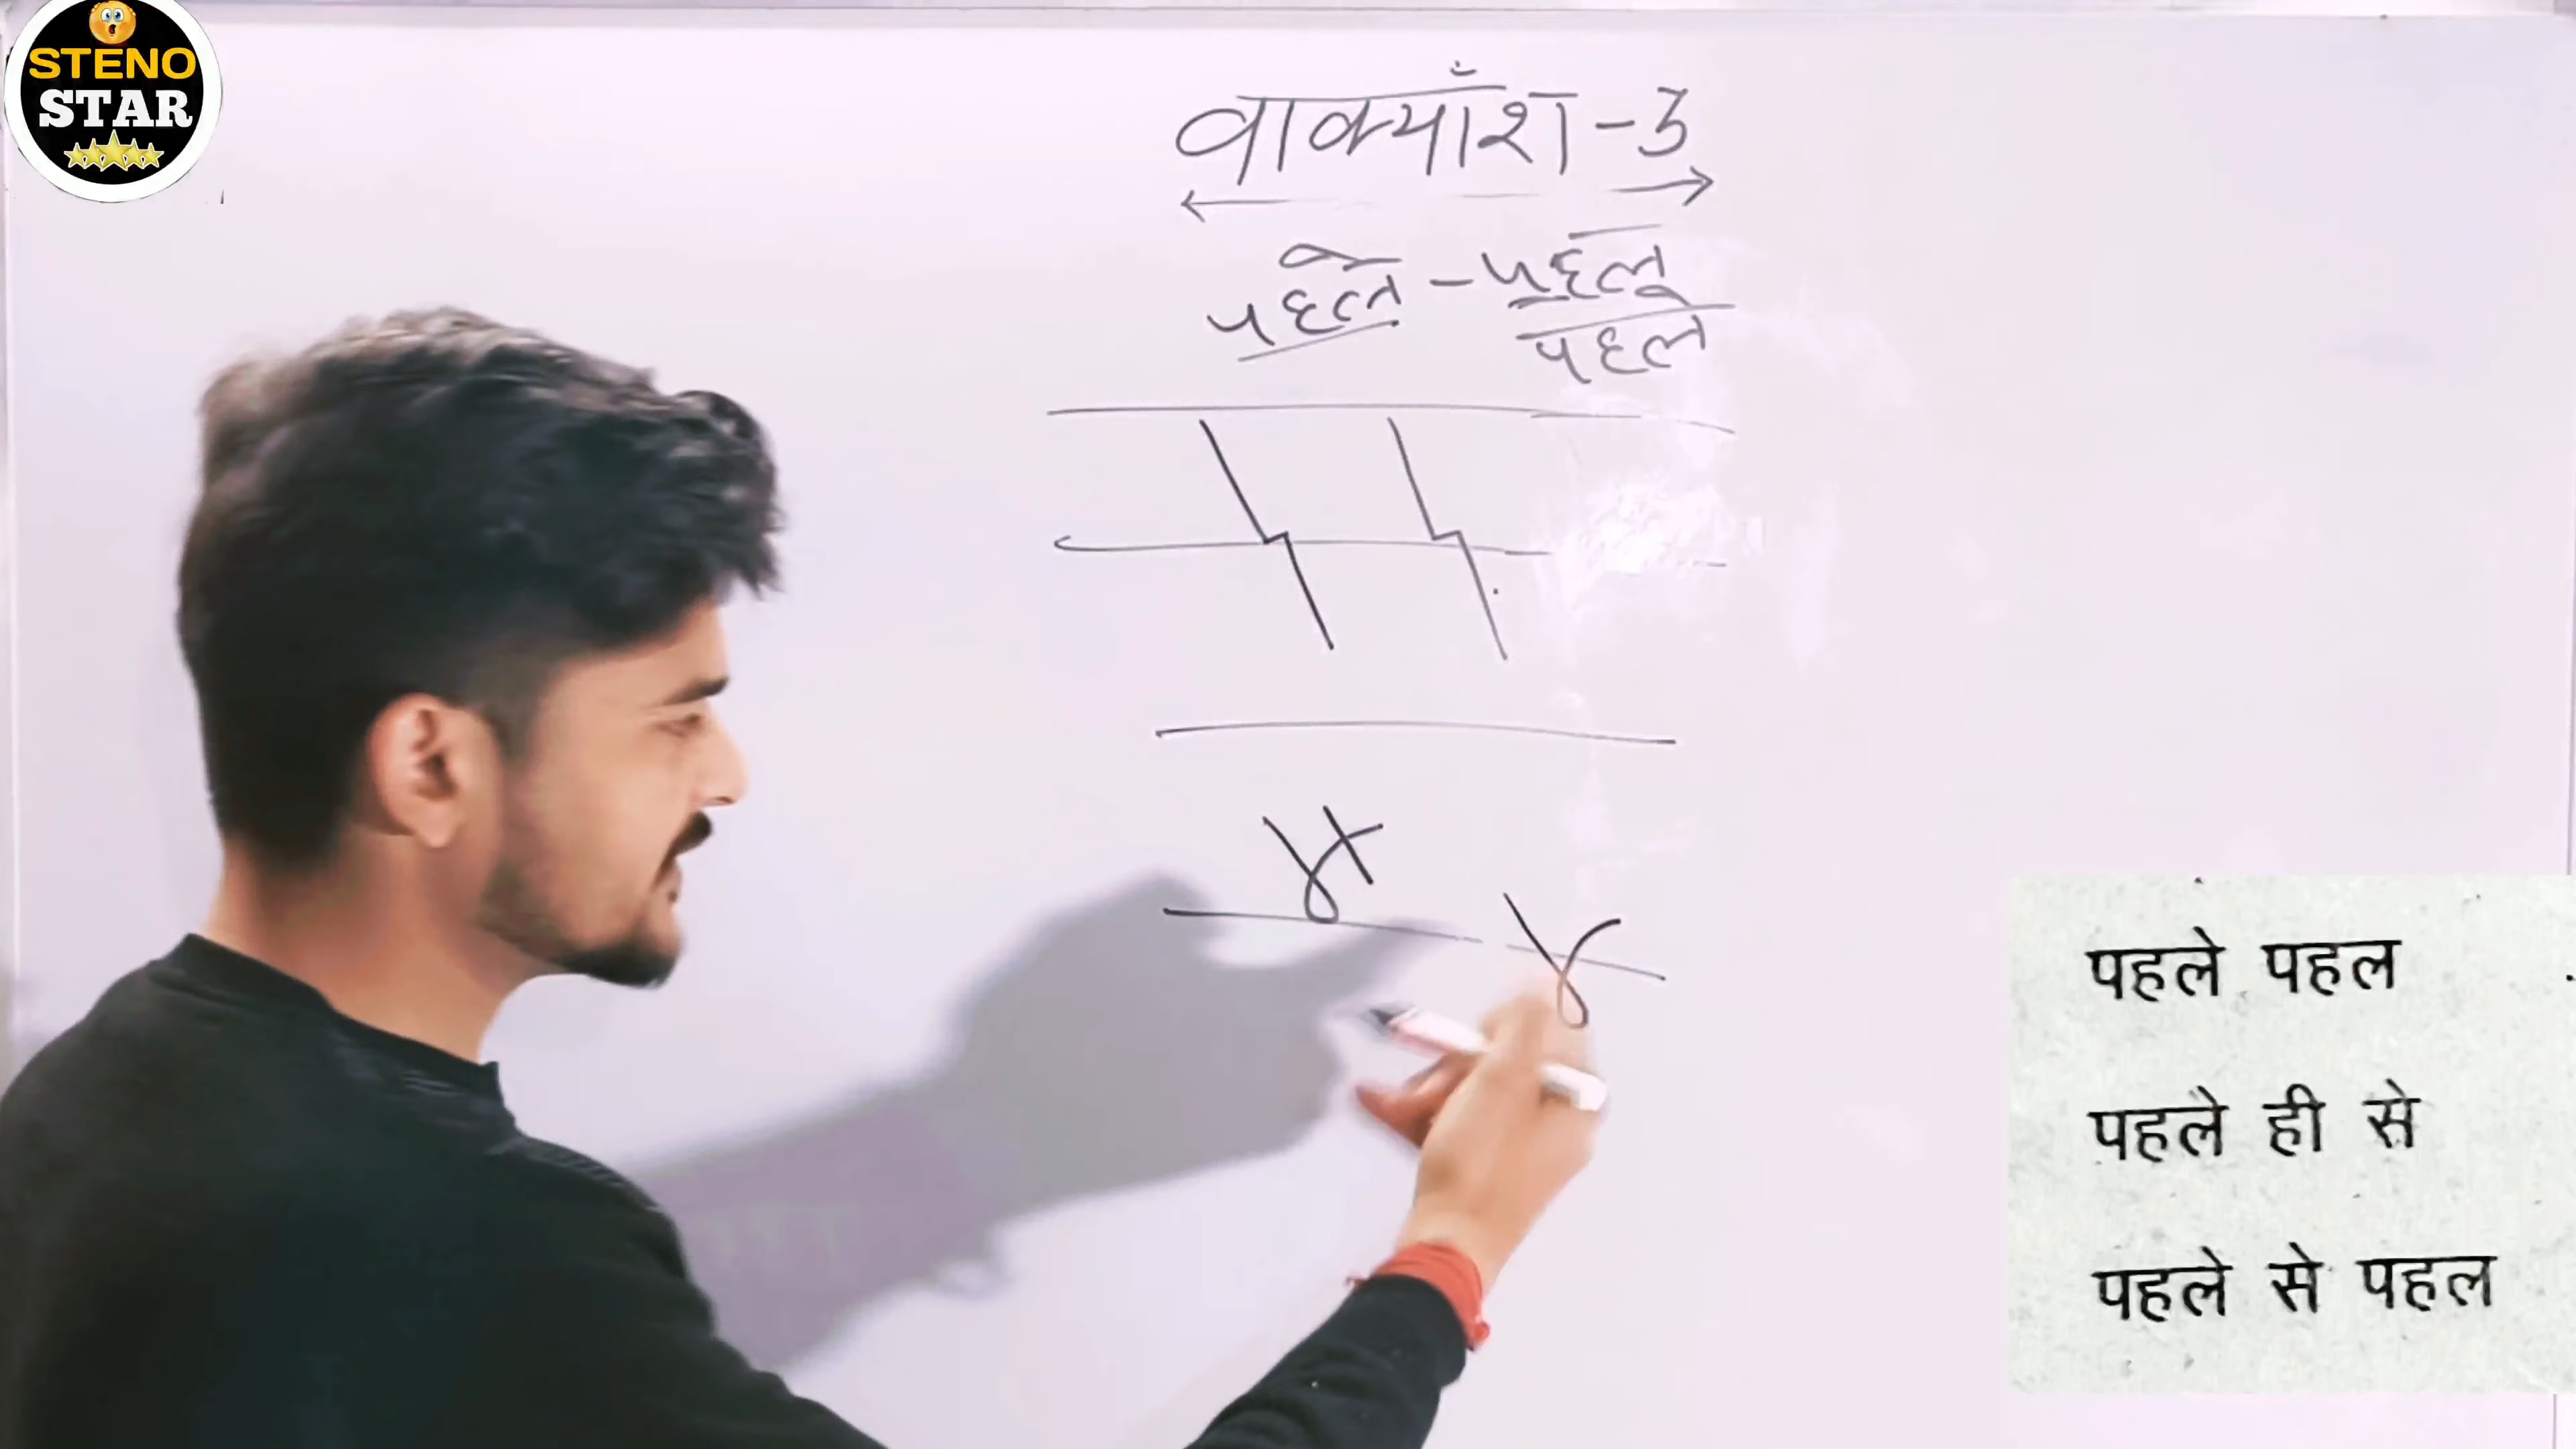 STENO
STAR
वाक्यांश-3
पहले - पहलू
पहल
पहले पहल
पहले ही से
पहले से पहल